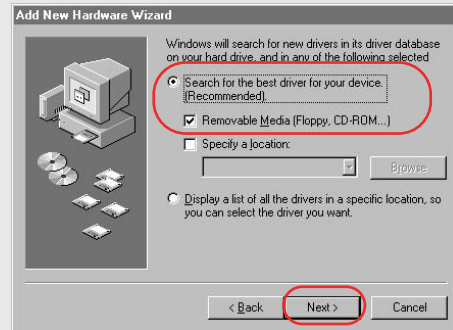 Add New Hardware Wizard
Windows will search for new drivers in its driver database
on your hard drive, and in any of the following selected
Search for the best driver for your device.
(Recommended).
Removable Media (Floppy, CD-ROM...)
Specify a location:
Browse
Display a list of all the drivers in a specific location, so
you can select the driver you want.
< Back
Next >
Cancel